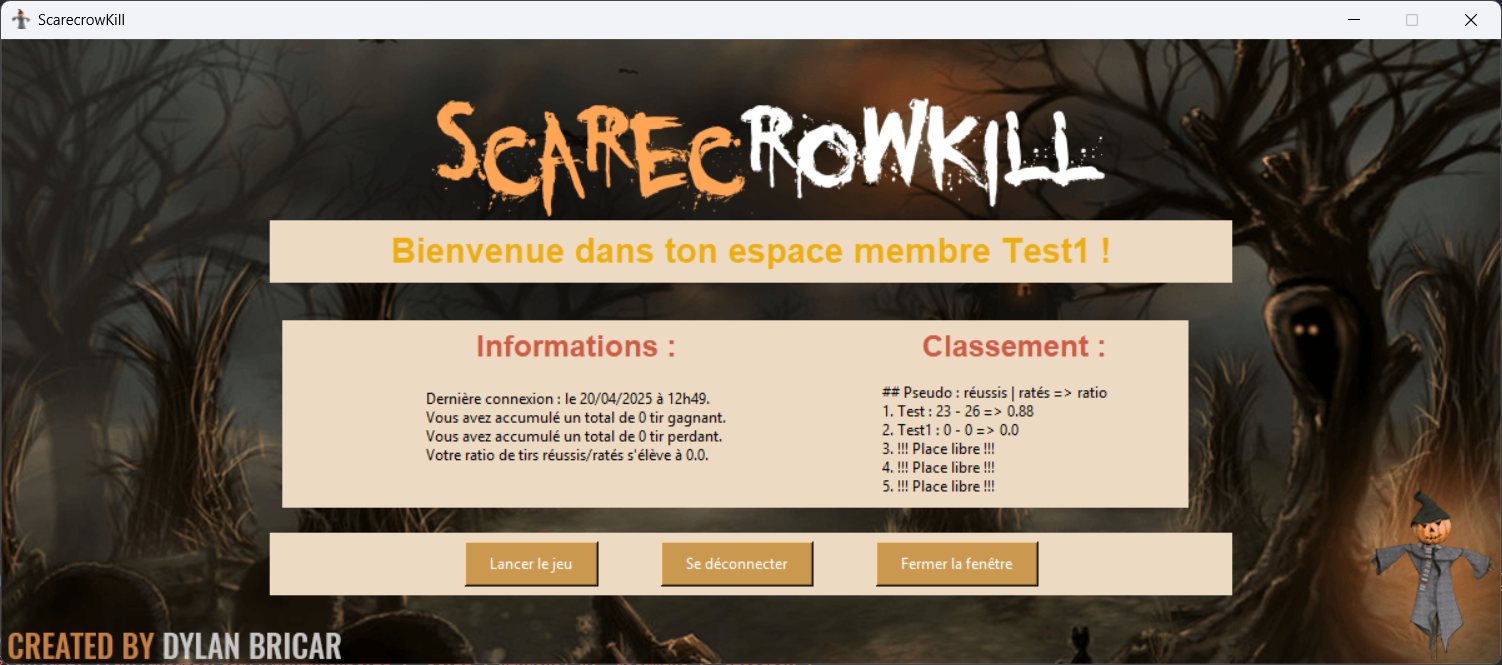 ScarecrowKill
SCARECROWKILL
Bienvenue dans ton espace membre Test1 !
Informations :
Dernière connexion : le 20/04/2025 à 12h49.
Vous avez accumulé un total de 0 tir gagnant.
Vous avez accumulé un total de 0 tir perdant.
Votre ratio de tirs réussis/ratés s'élève à 0.0.
Classement :
## Pseudo : réussis | ratés => ratio
1. Test : 23 - 26 => 0.88
2. Test1 : 0 - 0 => 0.0
3. !!! Place libre !!!
4. !!! Place libre !!!
5. !!! Place libre !!!
Lancer le jeu
Se déconnecter
Fermer la fenêtre
CREATED BY DYLAN BRICAR